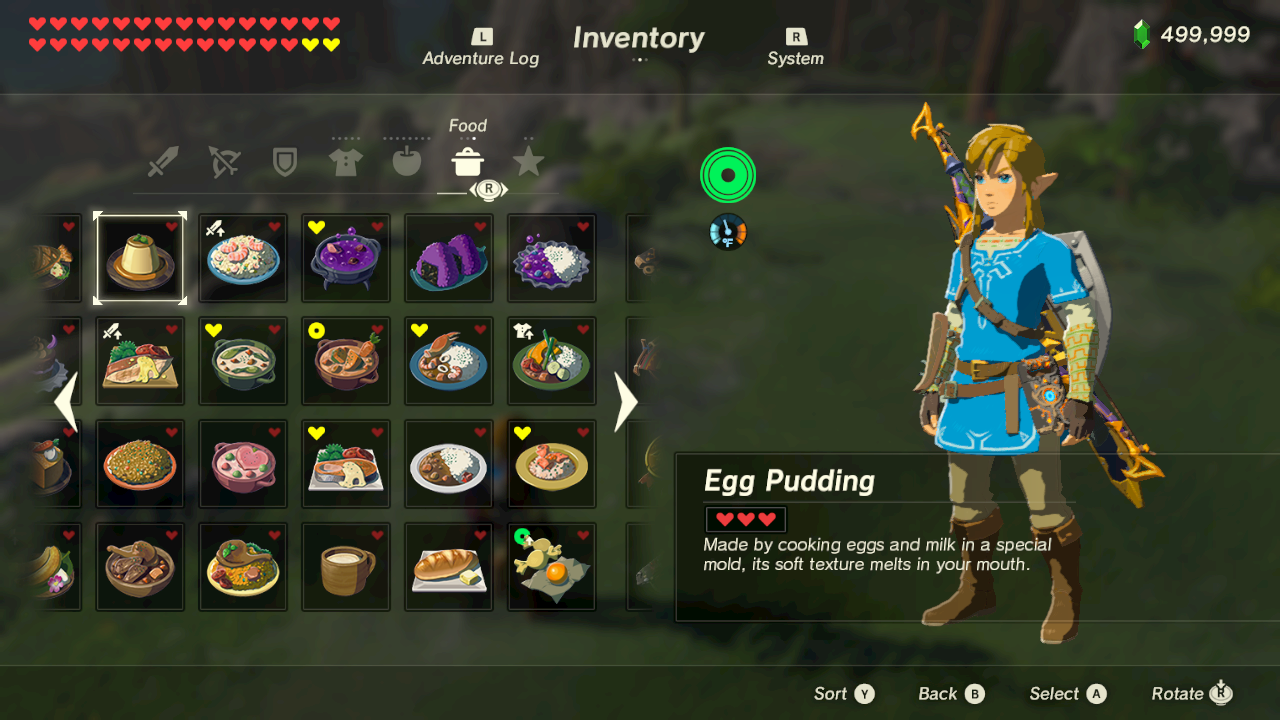 L
Inventory
R
499,999
Adventure Log
System
Food
R
°F
Egg Pudding
Made by cooking eggs and milk in a special
mold, its soft texture melts in your mouth.
Sort Y
Back B
Select A
Rotate R